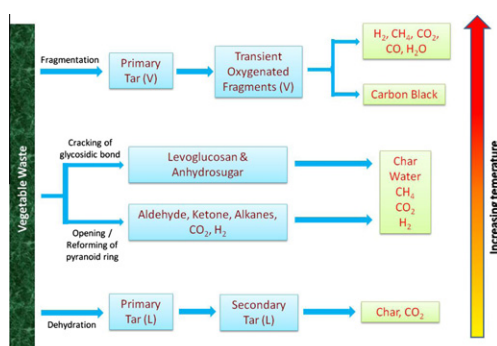 Vegetable Waste
Fragmentation
Primary
Tar (V)
Transient
Oxygenated
Fragments (V)
H₂, CH₄, CO₂,
CO, H₂O
Carbon Black
Cracking of
glycosidic bond
Levoglucosan &
Anhydrosugar
Opening /
Reforming of
pyranoid ring
Aldehyde, Ketone, Alkanes,
CO₂, H₂
Char
Water
CH₄
CO₂
H₂
Dehydration
Primary
Tar (L)
Secondary
Tar (L)
Char, CO₂
Increasing temperature